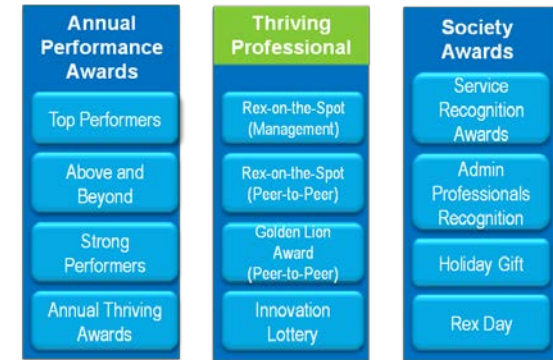 Annual
Performance
Awards
Top Performers
Above and
Beyond
Strong
Performers
Annual Thriving
Awards
Thriving
Professional
Rex-on-the-Spot
(Management)
Rex-on-the-Spot
(Peer-to-Peer)
Golden Lion
Award
(Peer-to-Peer)
Innovation
Lottery
Society
Awards
Service
Recognition
Awards
Admin
Professionals
Recognition
Holiday Gift
Rex Day